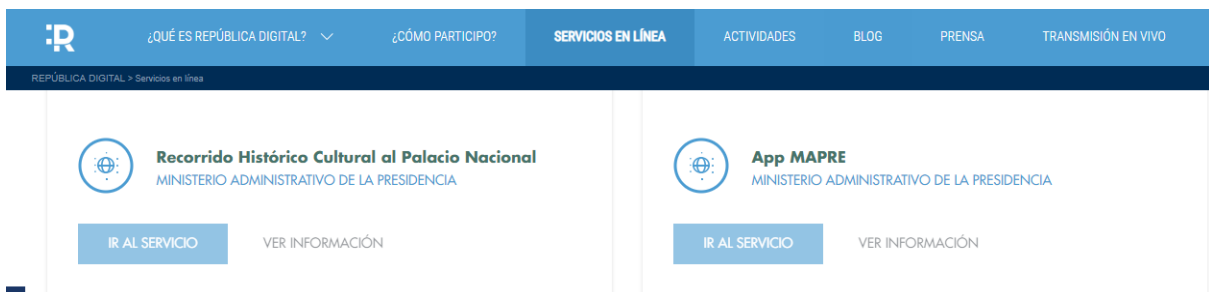 :R
¿QUÉ ES REPÚBLICA DIGITAL?
¿CÓMO PARTICIPO?
SERVICIOS EN LÍNEA
ACTIVIDADES
BLOG
PRENSA
TRANSMISIÓN EN VIVO
REPÚBLICA DIGITAL > Servicios en línea
Recorrido Histórico Cultural al Palacio Nacional
MINISTERIO ADMINISTRATIVO DE LA PRESIDENCIA
IR AL SERVICIO
VER INFORMACIÓN
App MAPRE
MINISTERIO ADMINISTRATIVO DE LA PRESIDENCIA
IR AL SERVICIO
VER INFORMACIÓN